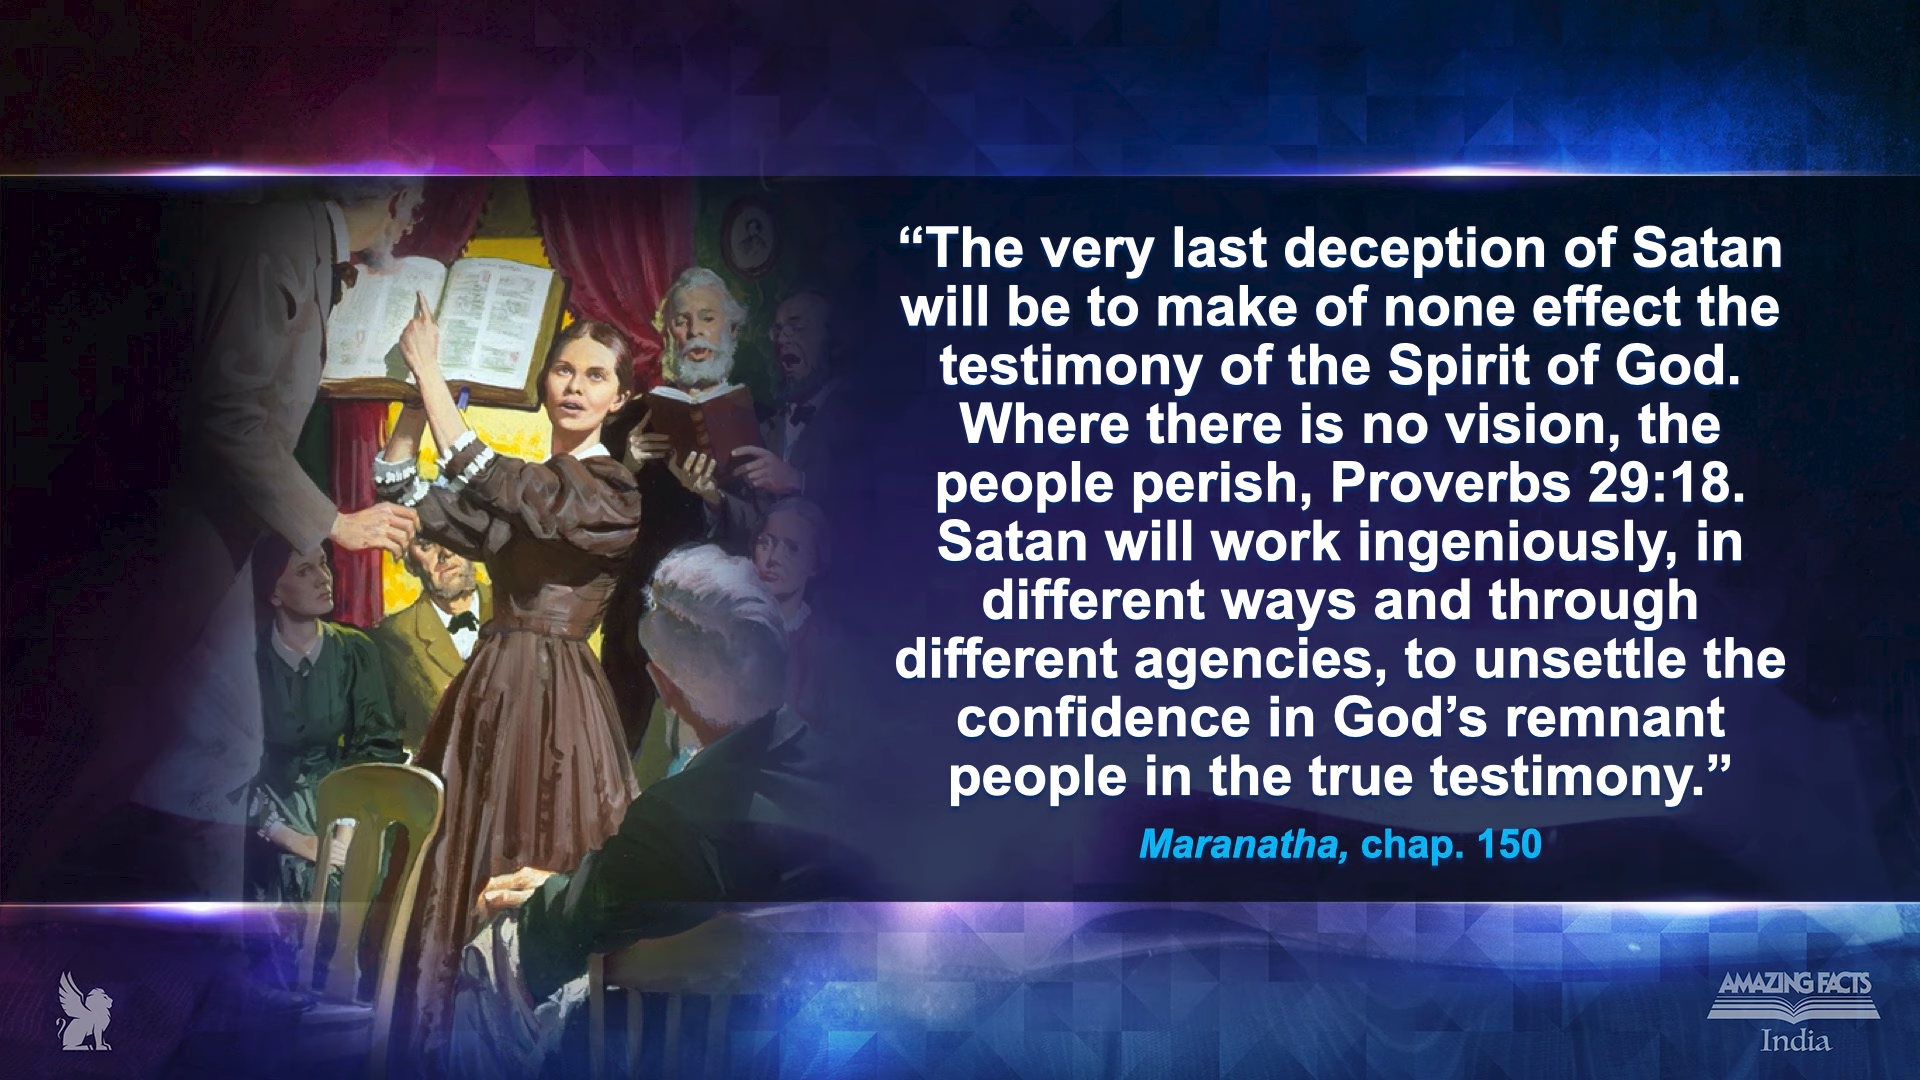 “The very last deception of Satan
will be to make of none effect the
testimony of the Spirit of God.
Where there is no vision, the
people perish, Proverbs 29:18.
Satan will work ingeniously, in
different ways and through
different agencies, to unsettle the
confidence in God’s remnant
people in the true testimony.”
Maranatha, chap. 150
AMAZING FACTS
India